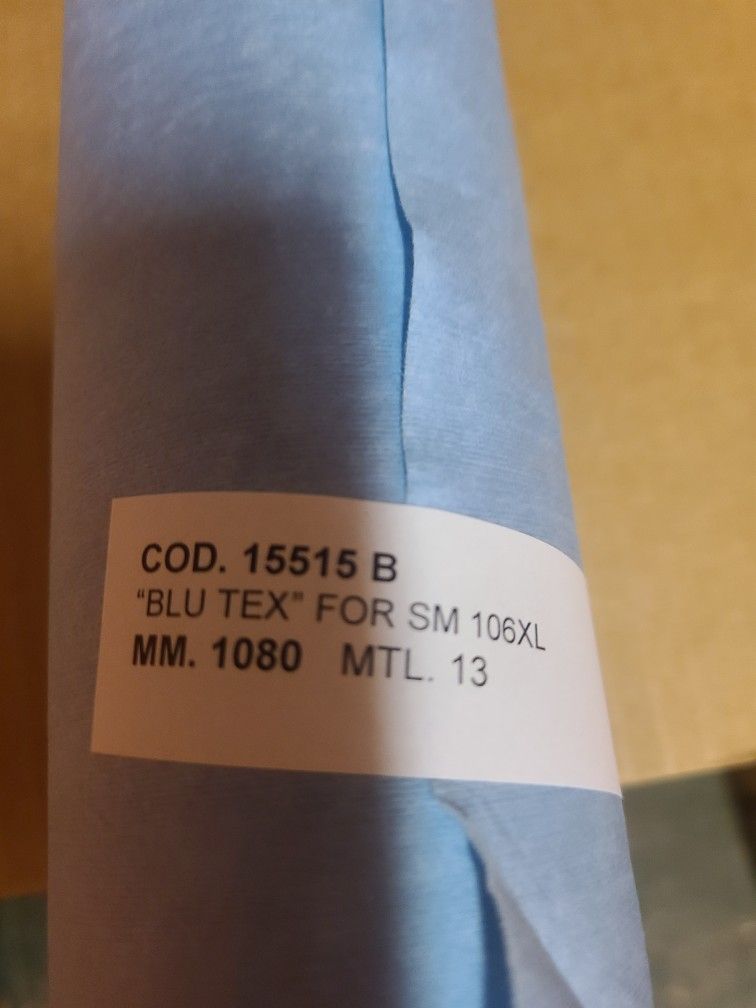 COD. 15515 B
“BLU TEX” FOR SM 106XL
MM. 1080 MTL. 13